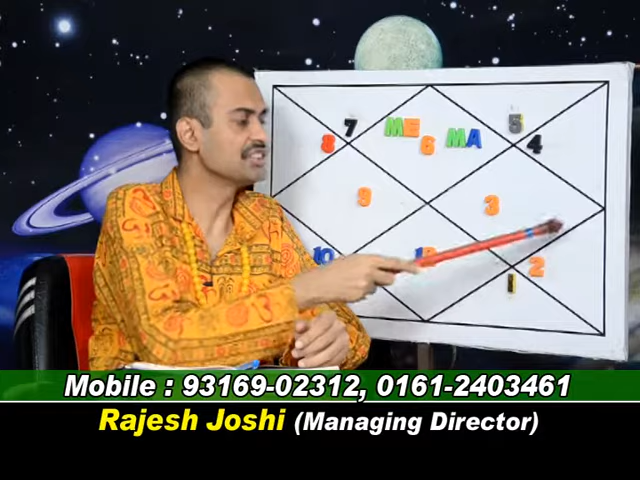 7 ME 6 MA 5
8 4
9 3
10 2
1
Mobile : 93169-02312, 0161-2403461
Rajesh Joshi (Managing Director)